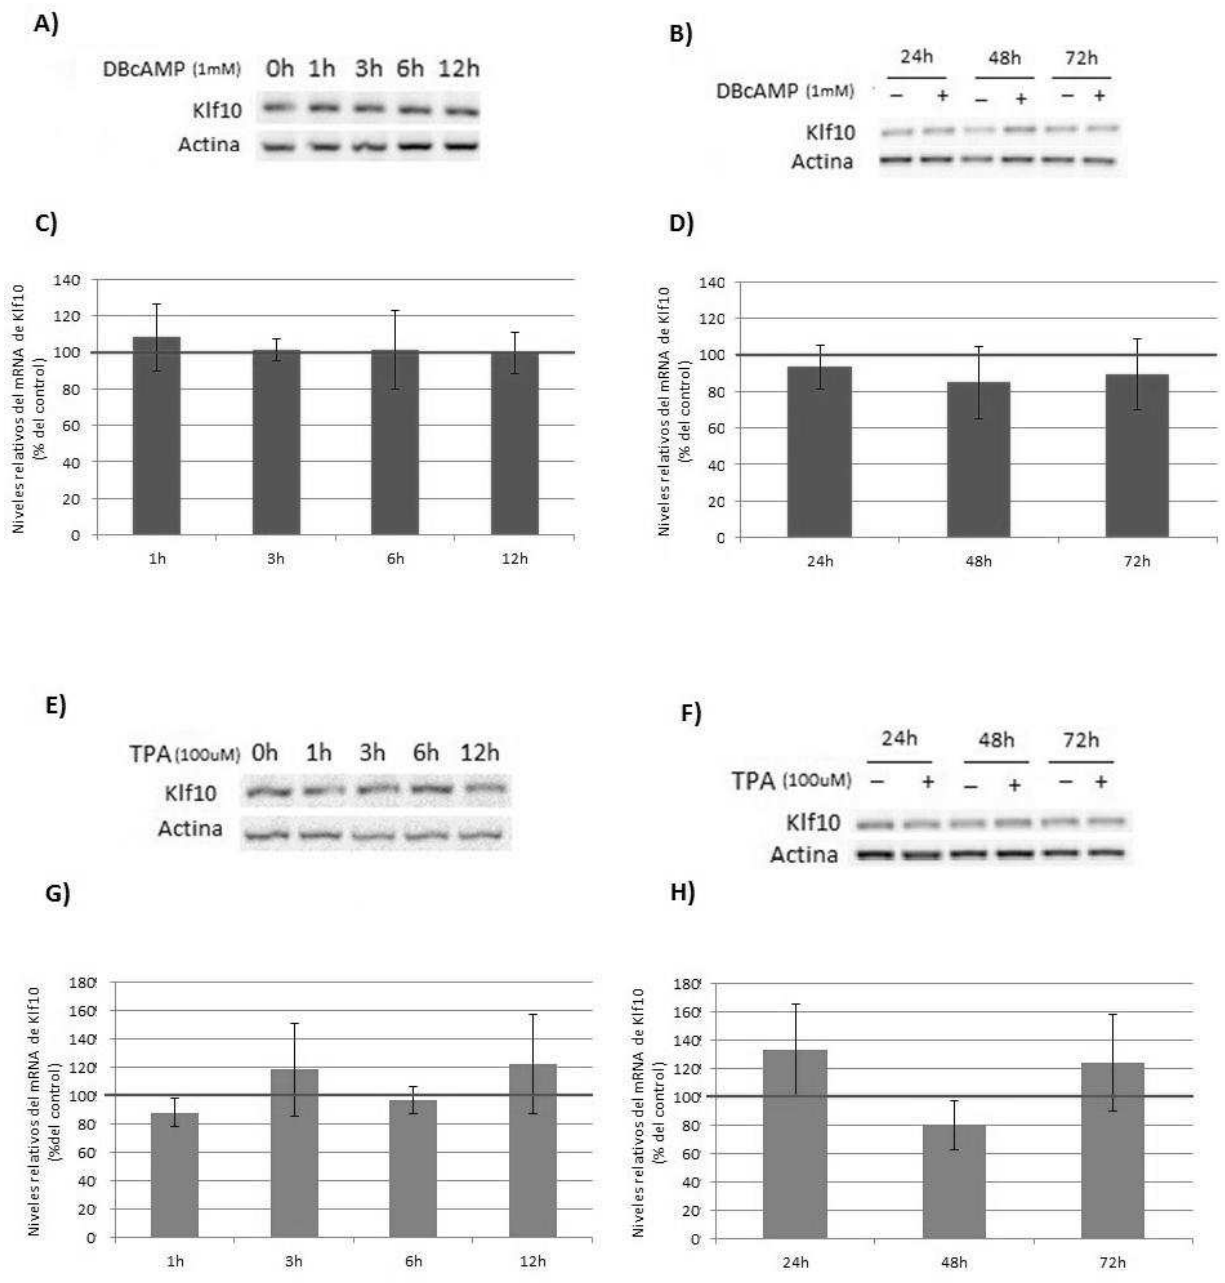 A)
DBcAMP (1mM) 0h 1h 3h 6h 12h
Klf10
Actina
B)
24h 48h 72h
DBcAMP (1mM) – + – + – +
Klf10
Actina
C)
Niveles relativos del mRNA de Klf10
(% del control)
140
120
100
80
60
40
20
0
1h 3h 6h 12h
D)
Niveles relativos del mRNA de Klf10
(% del control)
140
120
100
80
60
40
20
0
24h 48h 72h
E)
TPA (100uM) 0h 1h 3h 6h 12h
Klf10
Actina
F)
24h 48h 72h
TPA (100uM) – + – + – +
Klf10
Actina
G)
Niveles relativos del mRNA de Klf10
(%del control)
180
160
140
120
100
80
60
40
20
0
1h 3h 6h 12h
H)
Niveles relativos del mRNA de Klf10
(% del control)
180
160
140
120
100
80
60
40
20
0
24h 48h 72h